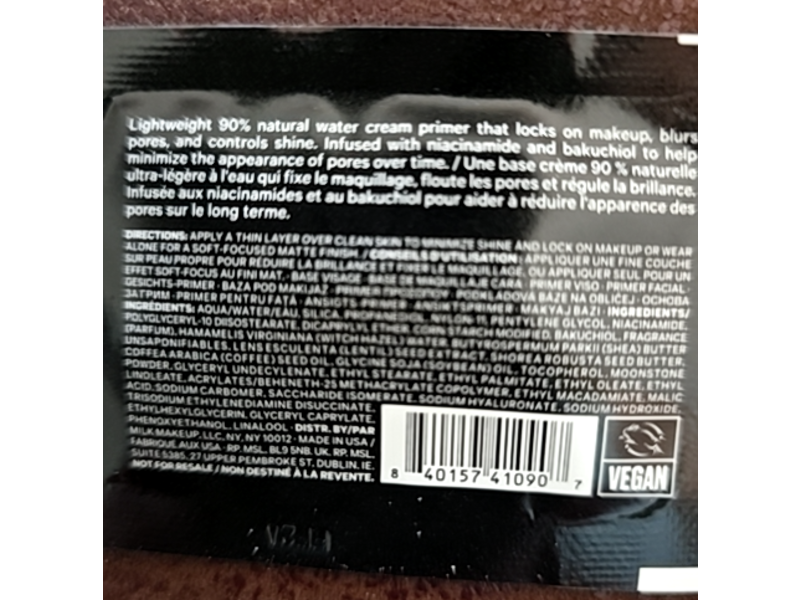 Lightweight 90% natural water cream primer that locks on makeup, blurs
pores, and controls shine. Infused with niacinamide and bakuchiol to help
minimize the appearance of pores over time. / Une base crème 90 % naturelle
ultra-légère à l'eau qui fixe le maquillage, floute les pores et régule la brillance.
Infusée aux niacinamides et au bakuchiol pour aider à réduire l'apparence des
pores sur le long terme.
DIRECTIONS: APPLY A THIN LAYER OVER CLEAN SKIN TO MINIMIZE SHINE AND LOCK ON MAKEUP OR WEAR
ALONE FOR A SOFT-FOCUSED MATTE FINISH. / CONSEILS D'UTILISATION: APPLIQUER UNE FINE COUCHE
SUR PEAU PROPRE POUR RÉDUIRE LA BRILLANCE ET FIXER LE MAQUILLAGE, OU APPLIQUER SEUL POUR UN
EFFET SOFT-FOCUS AU FINI MAT. · BASE VISAGE · BASE DE MAQUILLAJE CARA · PRIMER VISO · PRIMER FACIAL ·
GESICHTS-PRIMER · BAZA POD MAKIJAŻ · PODKLADOVÁ BÁZE NA OBLIČEJ · ОСНОВА
ЗА ГРИМ · PRIMER PENTRU FAȚĂ · ANSIGTS PRIMER · MAKYAJ BAZI · INGREDIENTS/
INGRÉDIENTS: AQUA/WATER/EAU, SILICA, PROPANEDIOL, NYLON-12, PENTYLENE GLYCOL, NIACINAMIDE,
POLYGLYCERYL-10 DIISOSTEARATE, DICAPRYLYL ETHER, CORN STARCH MODIFIED, BAKUCHIOL, FRAGRANCE
(PARFUM), HAMAMELIS VIRGINIANA (WITCH HAZEL) WATER, BUTYROSPERMUM PARKII (SHEA) BUTTER
UNSAPONIFIABLES, LENS ESCULENTA (LENTIL) SEED EXTRACT, SHOREA ROBUSTA SEED BUTTER,
COFFEA ARABICA (COFFEE) SEED OIL, GLYCINE SOJA (SOYBEAN) OIL, TOCOPHEROL, MOONSTONE
POWDER, GLYCERYL UNDECYLENATE, ETHYL STEARATE, ETHYL PALMITATE, ETHYL OLEATE, ETHYL
LINOLEATE, ACRYLATES/BEHENETH-25 METHACRYLATE COPOLYMER, ETHYL MACADAMIATE, MALIC
ACID, SODIUM CARBOMER, SACCHARIDE ISOMERATE, SODIUM HYALURONATE, SODIUM HYDROXIDE,
TRISODIUM ETHYLENEDIAMINE DISUCCINATE,
ETHYLHEXYLGLYCERIN, GLYCERYL CAPRYLATE,
PHENOXYETHANOL, LINALOOL · DISTR. BY/PAR
MILK MAKEUP, LLC, NY, NY 10012 · MADE IN USA /
FABRIQUE AUX USA · RP. MSL. BL9 5NB. UK. RP. MSL.
SUITE 5385, 27 UPPER PEMBROKE ST. DUBLIN. IE.
NOT FOR RESALE / NON DESTINÉ À LA REVENTE.
8 40157 41090 7
VEGAN